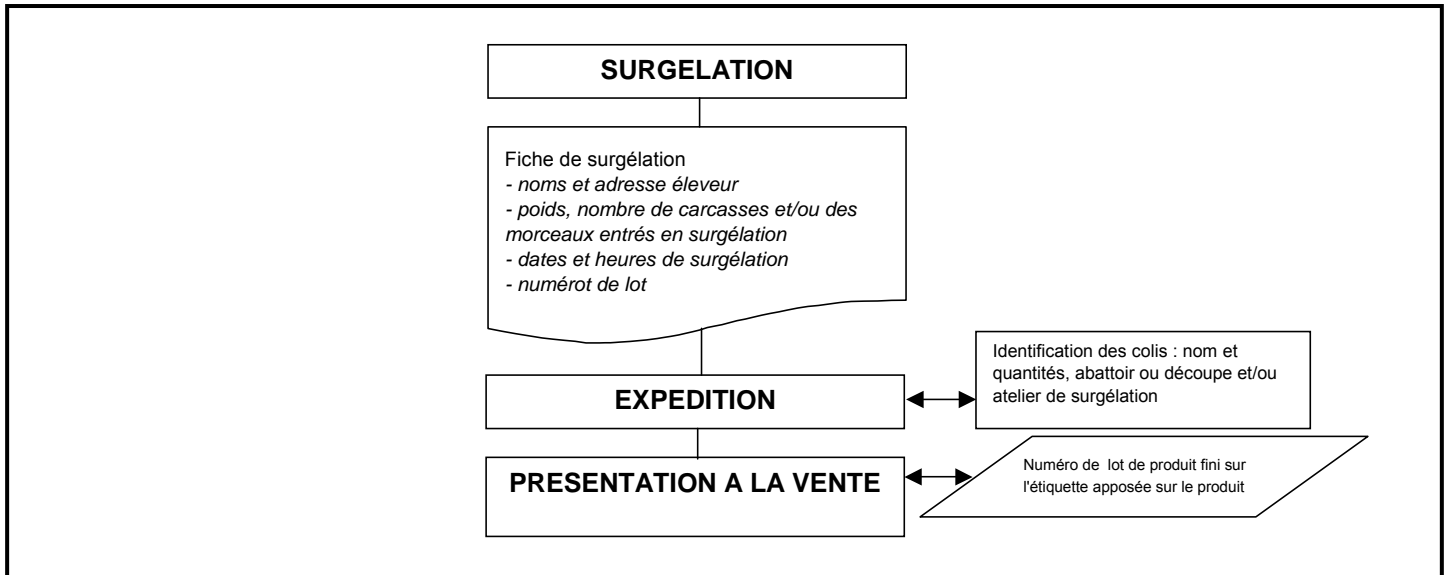 SURGELATION
Fiche de surgélation
- noms et adresse éleveur
- poids, nombre de carcasses et/ou des
morceaux entrés en surgélation
- dates et heures de surgélation
- numérot de lot
Identification des colis : nom et
quantités, abattoir ou découpe et/ou
atelier de surgélation
EXPEDITION
PRESENTATION A LA VENTE
Numéro de lot de produit fini sur
l'étiquette apposée sur le produit